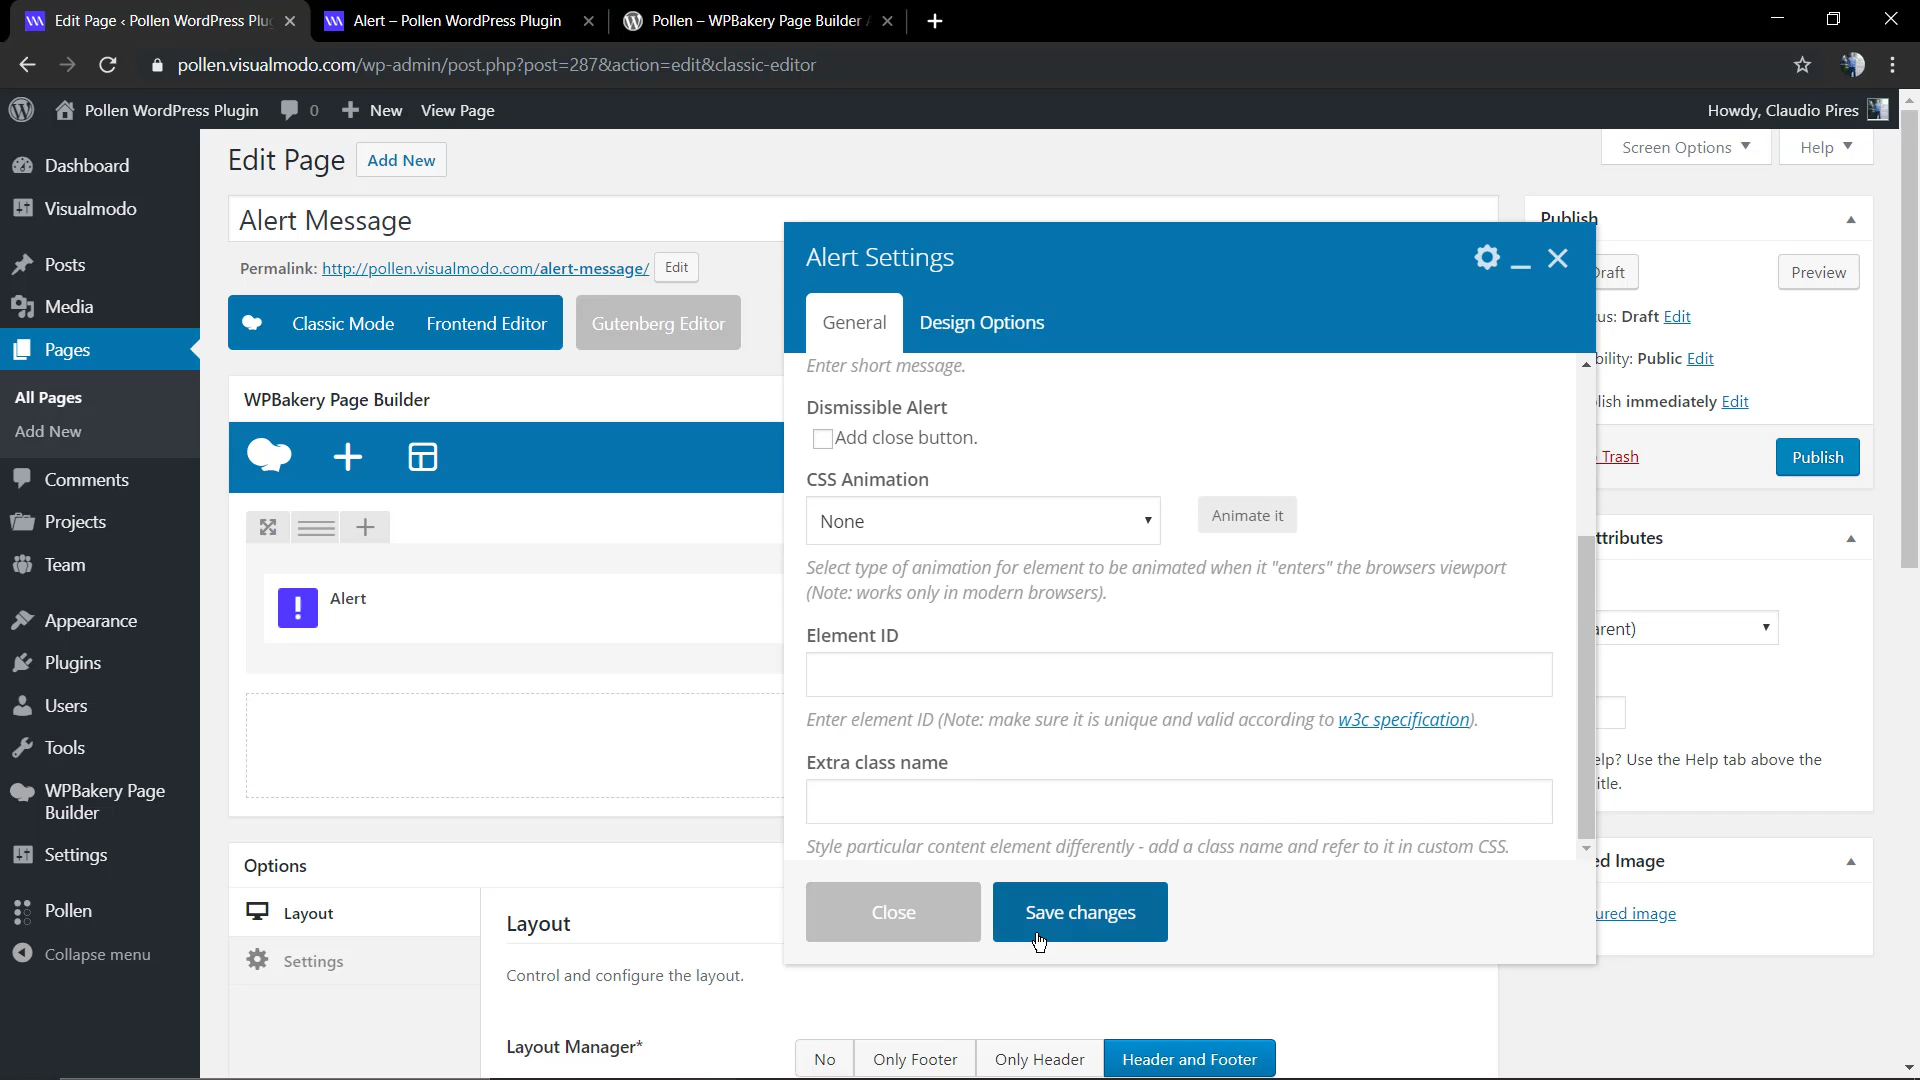 Edit Page ‹ Pollen WordPress Plu
Alert – Pollen WordPress Plugin
Pollen – WPBakery Page Builder
pollen.visualmodo.com/wp-admin/post.php?post=287&action=edit&classic-editor
Pollen WordPress Plugin
0
New
View Page
Howdy, Claudio Pires
Dashboard
Visualmodo
Posts
Media
Pages
All Pages
Add New
Comments
Projects
Team
Appearance
Plugins
Users
Tools
WPBakery Page
Builder
Settings
Pollen
Collapse menu
Edit Page
Add New
Screen Options
Help
Alert Message
Permalink: http://pollen.visualmodo.com/alert-message/
Edit
Classic Mode
Frontend Editor
Gutenberg Editor
WPBakery Page Builder
Alert
Options
Layout
Settings
Layout
Control and configure the layout.
Layout Manager*
No
Only Footer
Only Header
Header and Footer
Alert Settings
General
Design Options
Enter short message.
Dismissible Alert
Add close button.
CSS Animation
None
Animate it
Select type of animation for element to be animated when it "enters" the browsers viewport
(Note: works only in modern browsers).
Element ID
Enter element ID (Note: make sure it is unique and valid according to w3c specification).
Extra class name
Style particular content element differently - add a class name and refer to it in custom CSS.
Close
Save changes
Publish
Draft
Preview
us: Draft Edit
bility: Public Edit
lish immediately Edit
Trash
Publish
ttributes
arent)
elp? Use the Help tab above the
itle.
ed Image
ured image